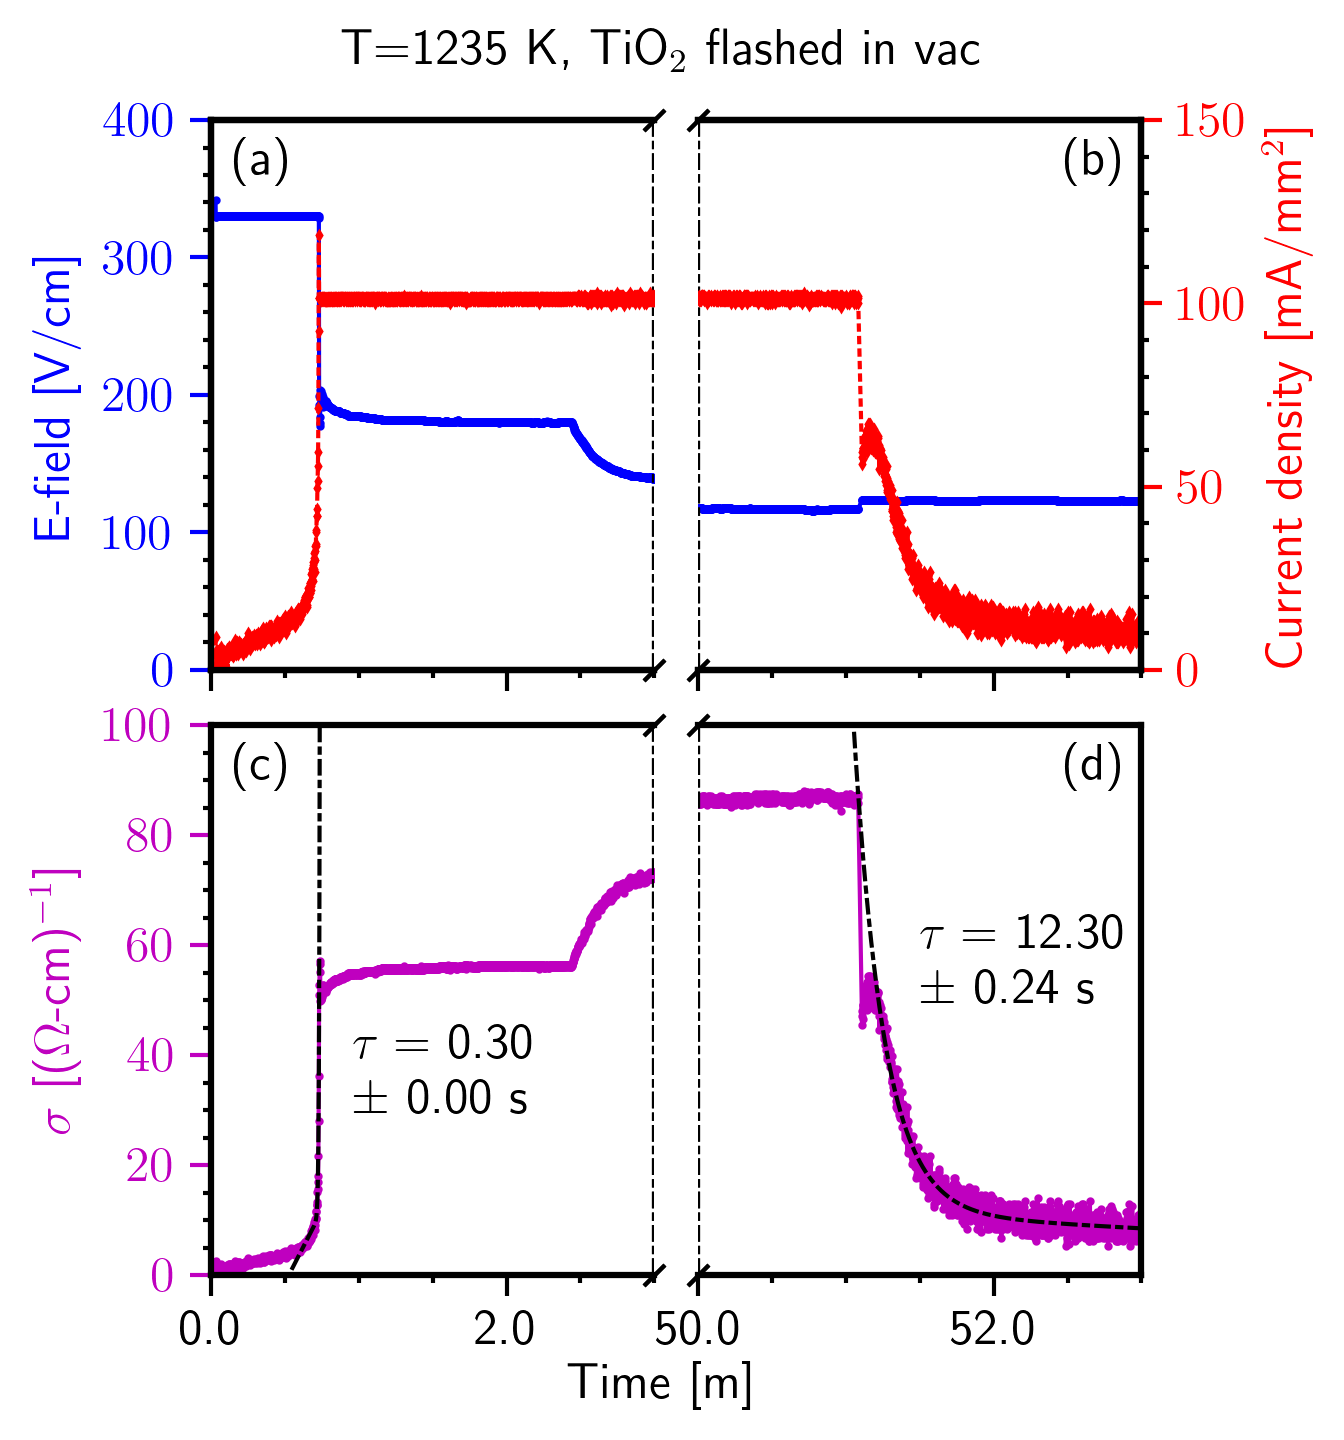 T=1235 K, TiO₂ flashed in vac
400
300
200
100
0
E-field [V/cm]
(a)
(b)
150
100
50
0
Current density [mA/mm²]
100
80
60
40
20
0
σ [(Ω-cm)⁻¹]
(c)
τ = 0.30
± 0.00 s
(d)
τ = 12.30
± 0.24 s
0.0 2.0 50.0 52.0
Time [m]